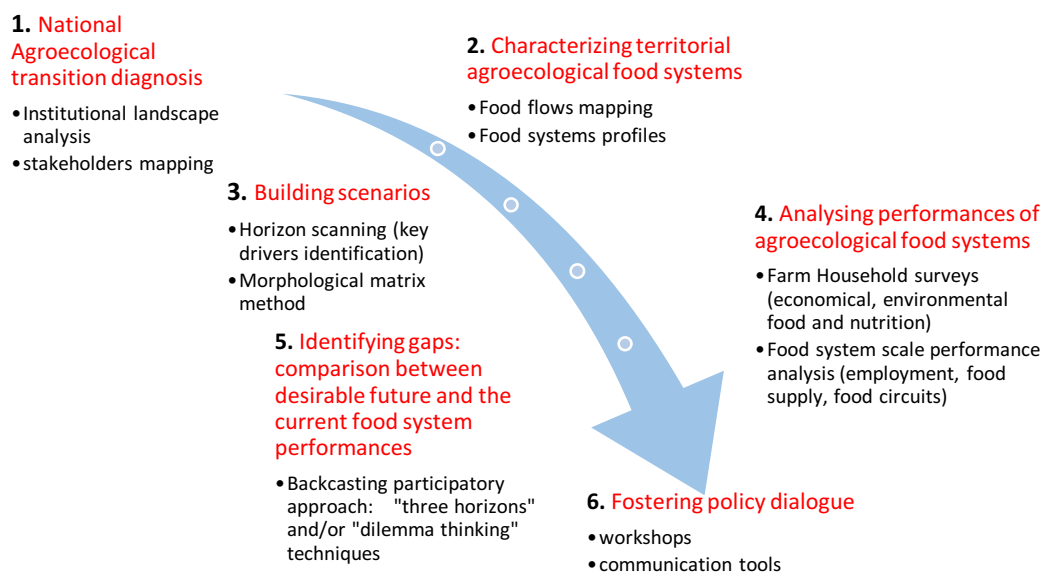 1. National
Agroecological
transition diagnosis
•Institutional landscape
analysis
•stakeholders mapping
2. Characterizing territorial
agroecological food systems
•Food flows mapping
•Food systems profiles
3. Building scenarios
•Horizon scanning (key
drivers identification)
•Morphological matrix
method
4. Analysing performances of
agroecological food systems
•Farm Household surveys
(economical, environmental
food and nutrition)
•Food system scale performance
analysis (employment, food
supply, food circuits)
5. Identifying gaps:
comparison between
desirable future and the
current food system
performances
•Backcasting participatory
approach: "three horizons"
and/or "dilemma thinking"
techniques
6. Fostering policy dialogue
•workshops
•communication tools